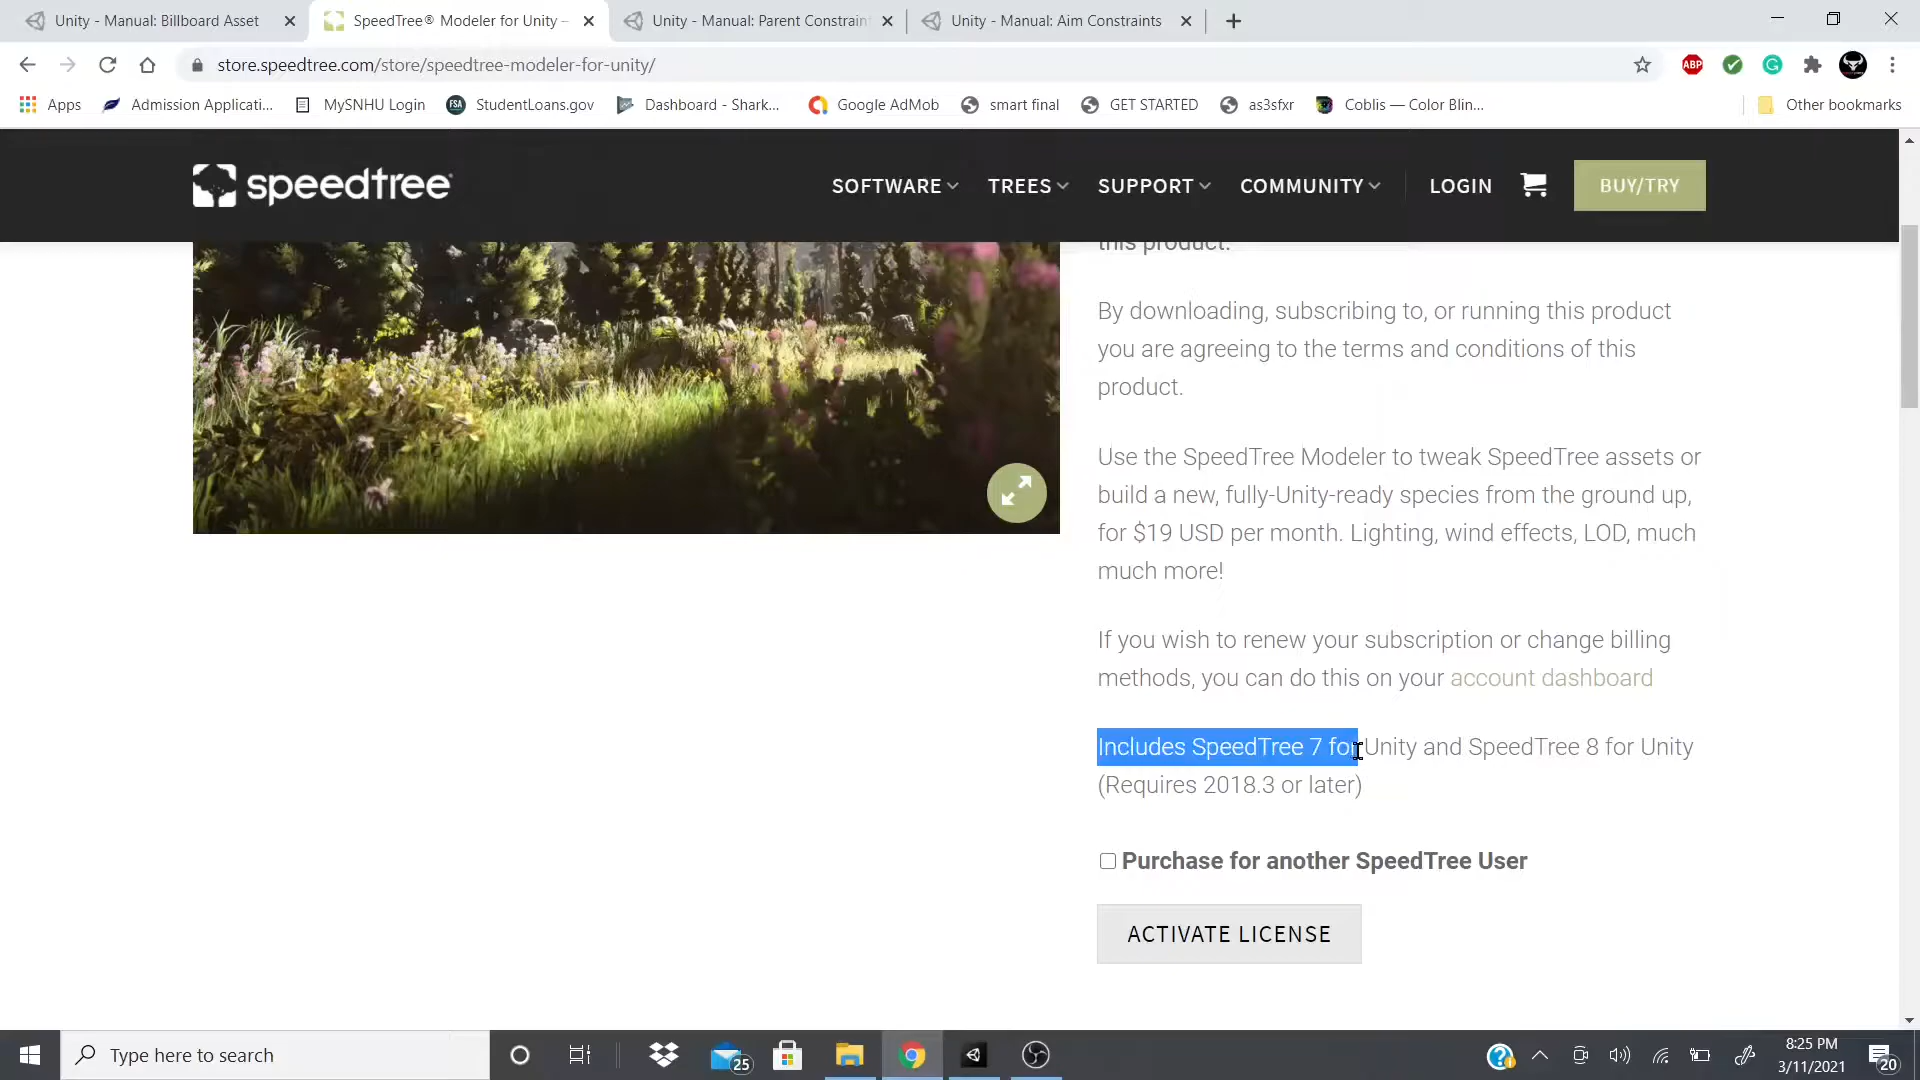 Unity - Manual: Billboard Asset
SpeedTree® Modeler for Unity –
Unity - Manual: Parent Constraint
Unity - Manual: Aim Constraints
store.speedtree.com/store/speedtree-modeler-for-unity/
ABP
Apps
Admission Applicati...
MySNHU Login
FSA
StudentLoans.gov
Dashboard - Shark...
Google AdMob
smart final
GET STARTED
as3sfxr
Coblis — Color Blin...
Other bookmarks
speedtree®
SOFTWARE
TREES
SUPPORT
COMMUNITY
LOGIN
BUY/TRY
this product.
By downloading, subscribing to, or running this product
you are agreeing to the terms and conditions of this
product.
Use the SpeedTree Modeler to tweak SpeedTree assets or
build a new, fully-Unity-ready species from the ground up,
for $19 USD per month. Lighting, wind effects, LOD, much
much more!
If you wish to renew your subscription or change billing
methods, you can do this on your account dashboard
Includes SpeedTree 7 for Unity and SpeedTree 8 for Unity
(Requires 2018.3 or later)
Purchase for another SpeedTree User
ACTIVATE LICENSE
Type here to search
25
8:25 PM
3/11/2021
20